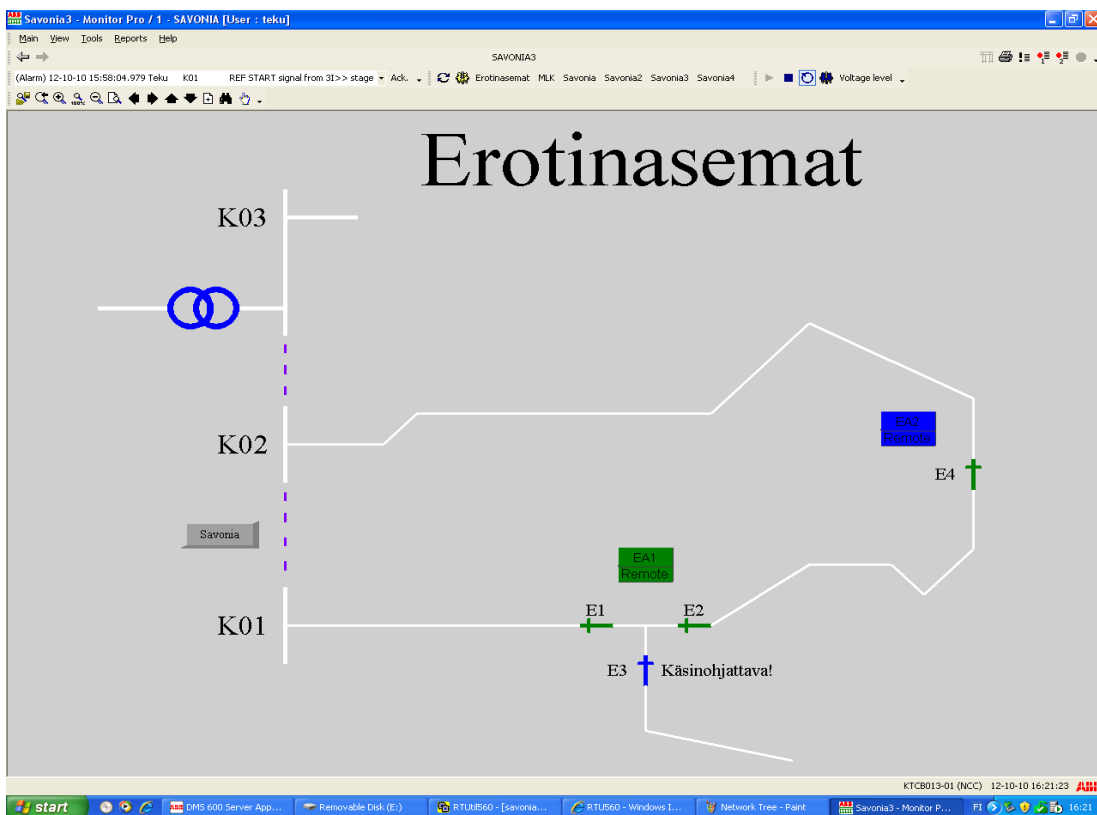 Savonia3 - Monitor Pro / 1 - SAVONIA [User : teku]
Main View Tools Reports Help
SAVONIA3
(Alarm) 12-10-10 15:58:04.979 Teku K01 REF START signal from 3I>> stage Ack. Erotinasemat MLK Savonia Savonia2 Savonia3 Savonia4 Voltage level
100%
Erotinasemat
K03
K02
EA2
Remote
E4
Savonia
EA1
Remote
E1 E2
K01
E3 Käsinohjattava!
KTCB013-01 (NCC) 12-10-10 16:21:23 ABB
start DMS 600 Server App... Removable Disk (E:) RTUtil560 - [savonia... RTU560 - Windows I... Network Tree - Paint Savonia3 - Monitor P... FI 16:21